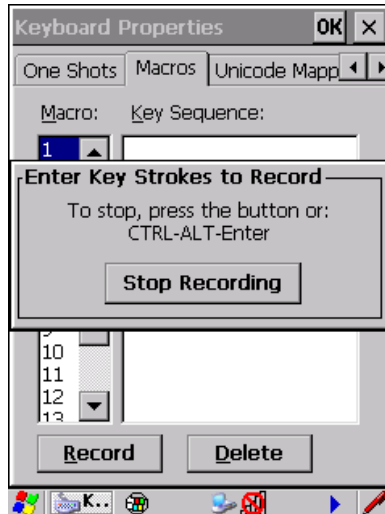 Keyboard Properties OK
One Shots Macros Unicode Mapp
Macro: Key Sequence:
1
Enter Key Strokes to Record
To stop, press the button or:
CTRL-ALT-Enter
Stop Recording
10
11
12
13
Record Delete
K..